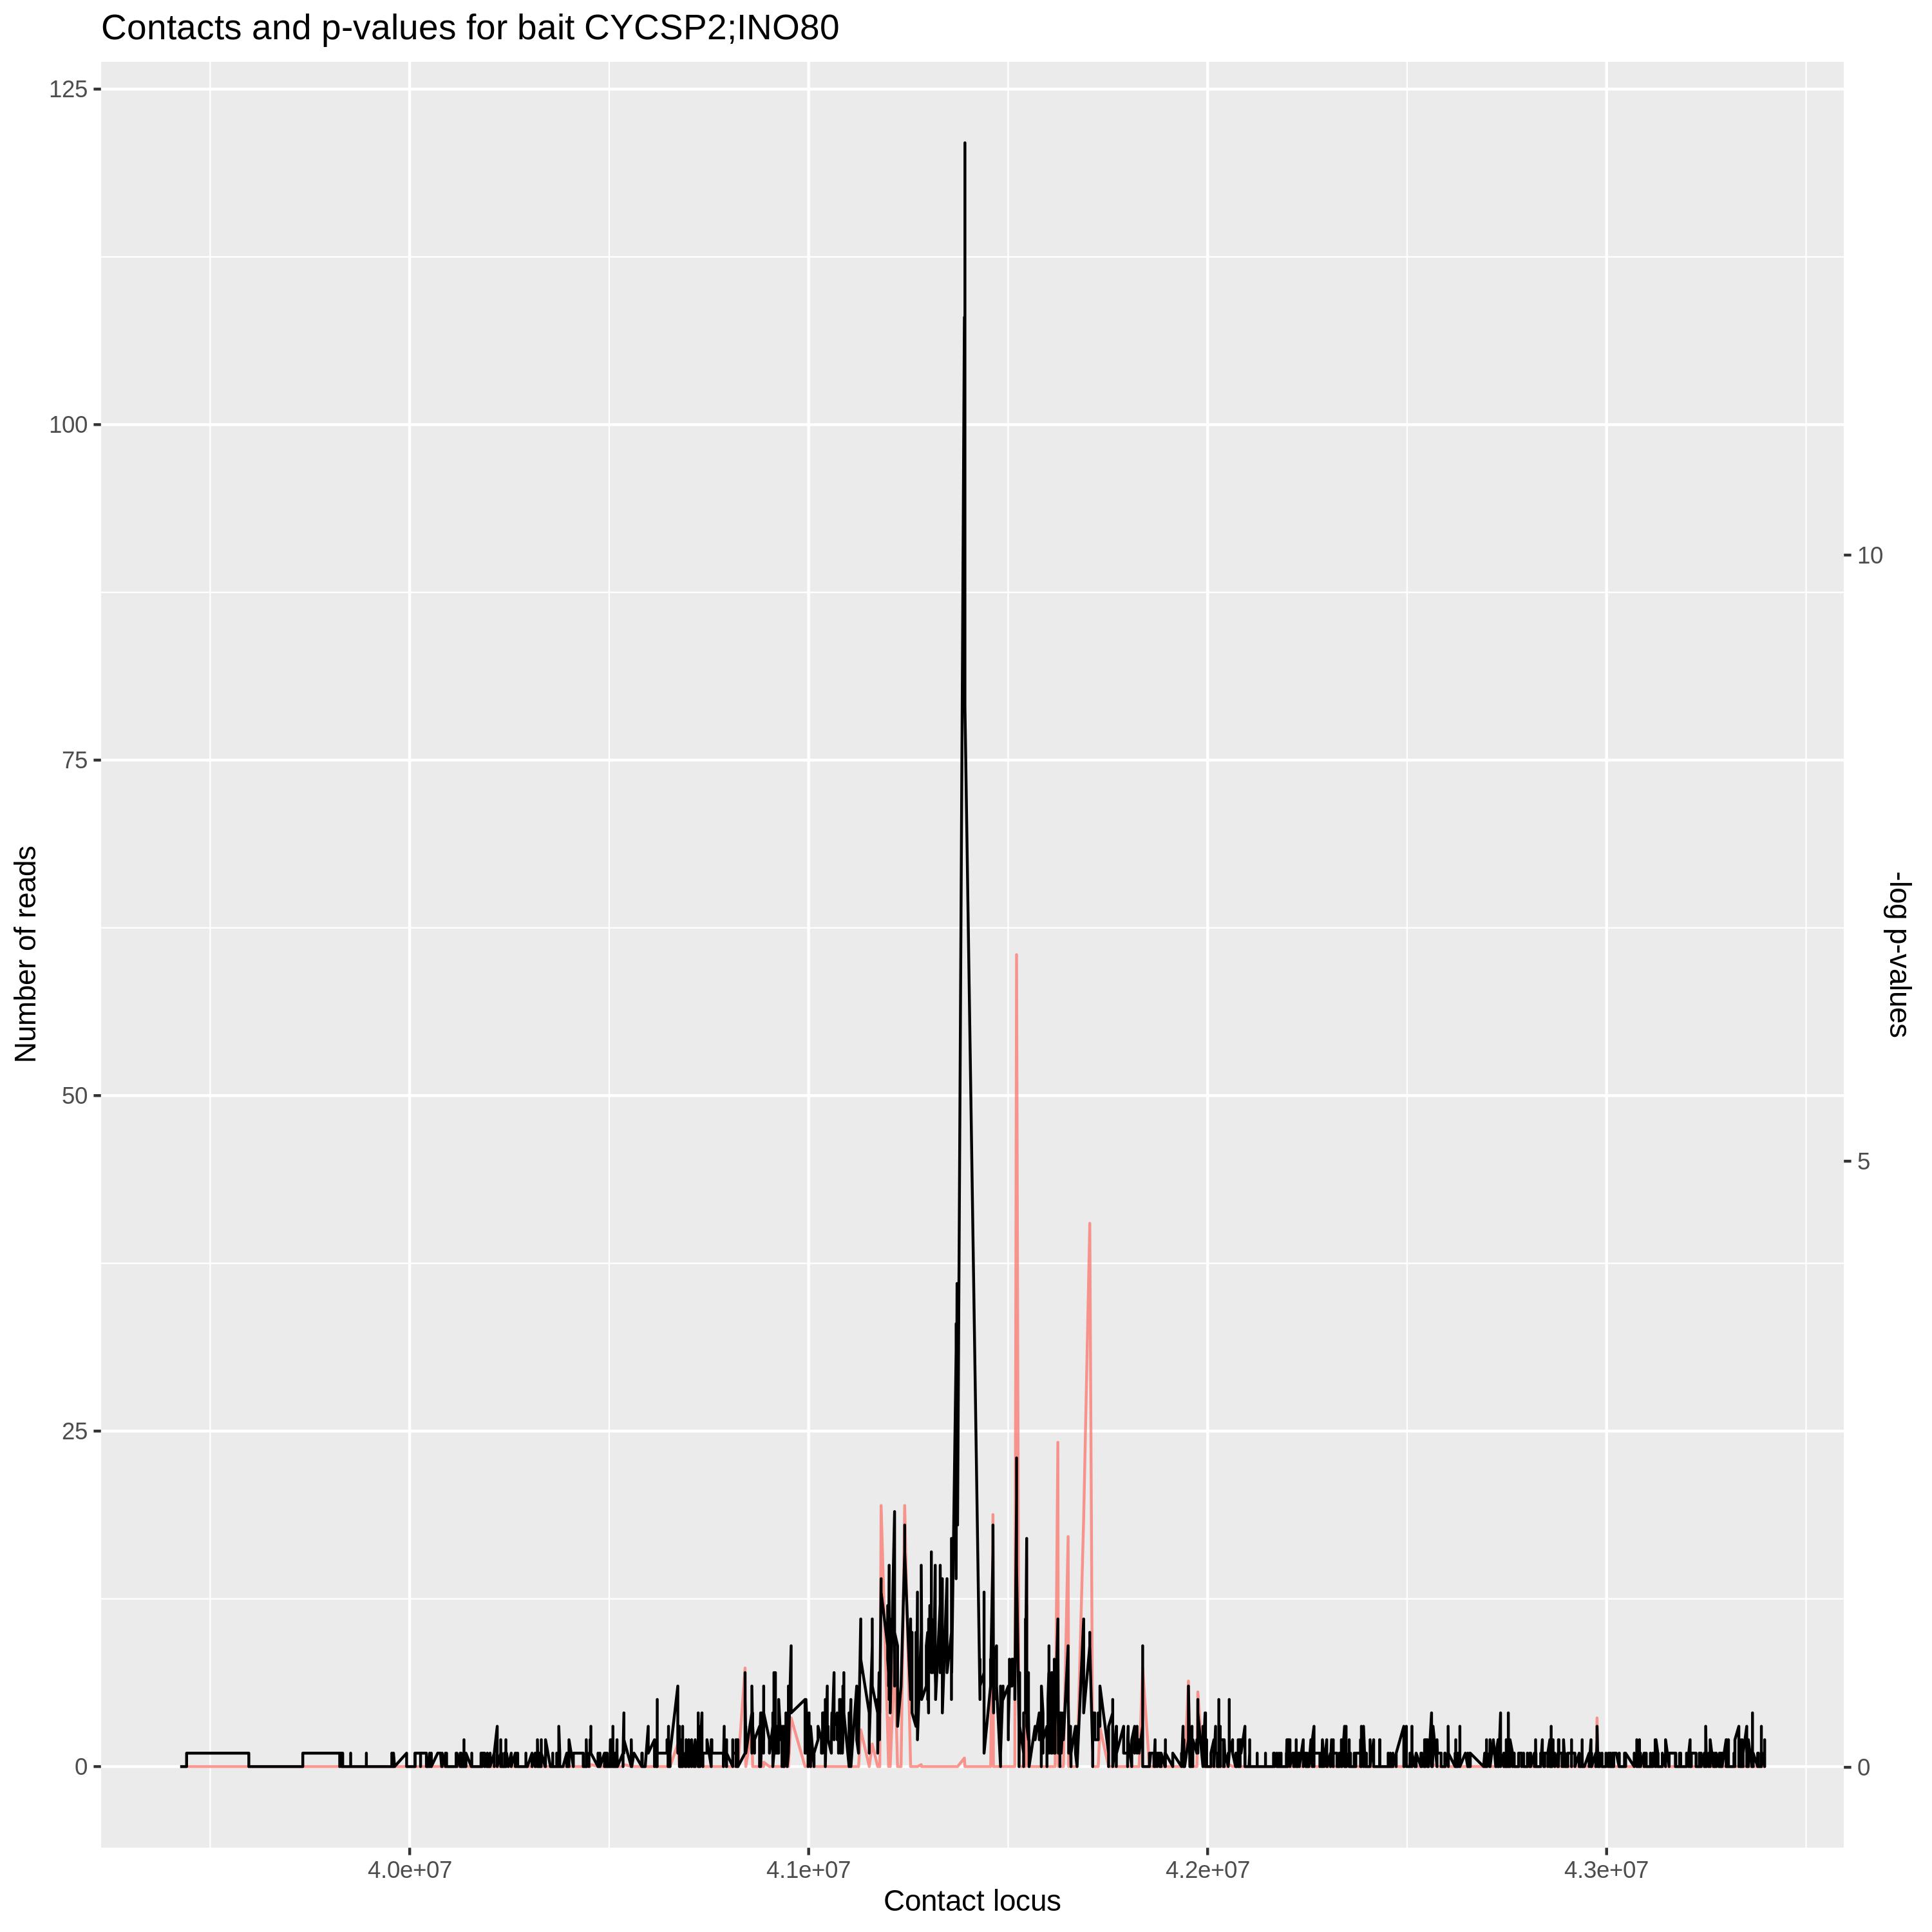 Contacts and p-values for bait CYCSP2;INO80
125
100
75
50
25
0
Number of reads
10
5
0
-log p-values
4.0e+07 4.1e+07 4.2e+07 4.3e+07
Contact locus